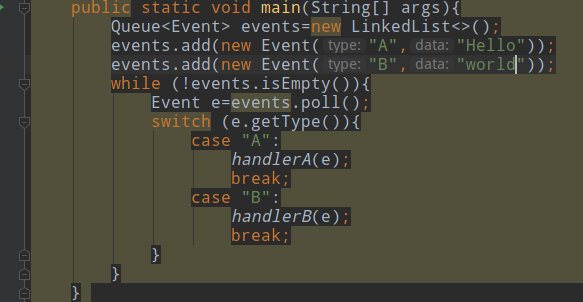 public static void main(String[] args){
Queue<Event> events=new LinkedList<>();
events.add(new Event( type: "A", data: "Hello"));
events.add(new Event( type: "B", data: "world"));
while (!events.isEmpty()){
Event e=events.poll();
switch (e.getType()){
case "A":
handlerA(e);
break;
case "B":
handlerB(e);
break;
}
}
}